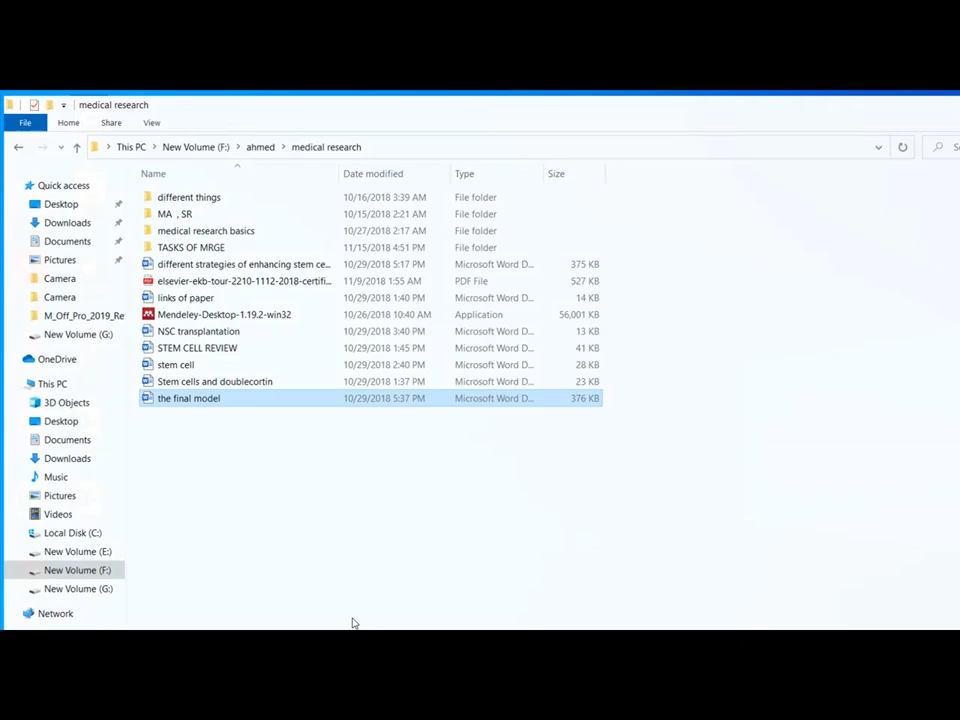 medical research
File Home Share View
This PC New Volume (F:) ahmed medical research
Name Date modified Type Size
Quick access
Desktop
Downloads
Documents
Pictures
Camera
Camera
M_Off_Pro_2019_Re
New Volume (G:)
OneDrive
This PC
3D Objects
Desktop
Documents
Downloads
Music
Pictures
Videos
Local Disk (C:)
New Volume (E:)
New Volume (F:)
New Volume (G:)
Network
different things 10/16/2018 3:39 AM File folder
MA , SR 10/15/2018 2:21 AM File folder
medical research basics 10/27/2018 2:17 AM File folder
TASKS OF MRGE 11/15/2018 4:51 PM File folder
different strategies of enhancing stem ce... 10/29/2018 5:17 PM Microsoft Word D... 375 KB
elsevier-ekb-tour-2210-1112-2018-certifi... 11/9/2018 1:55 AM PDF File 527 KB
links of paper 10/29/2018 1:40 PM Microsoft Word D... 14 KB
Mendeley-Desktop-1.19.2-win32 10/26/2018 10:40 AM Application 56,001 KB
NSC transplantation 10/29/2018 3:40 PM Microsoft Word D... 13 KB
STEM CELL REVIEW 10/29/2018 1:45 PM Microsoft Word D... 41 KB
stem cell 10/29/2018 2:40 PM Microsoft Word D... 28 KB
Stem cells and doublecortin 10/29/2018 1:37 PM Microsoft Word D... 23 KB
the final model 10/29/2018 5:37 PM Microsoft Word D... 376 KB